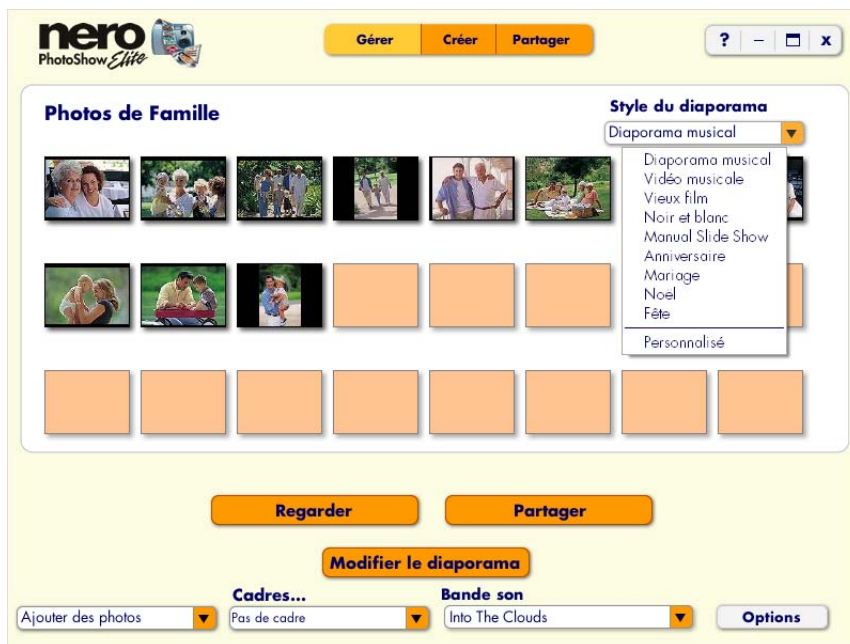 nero
PhotoShow Elite
Gérer Créer Partager
? – x
Photos de Famille
Style du diaporama
Diaporama musical
Diaporama musical
Vidéo musicale
Vieux film
Noir et blanc
Manual Slide Show
Anniversaire
Mariage
Noël
Fête
Personnalisé
Regarder Partager
Modifier le diaporama
Cadres... Bande son
Ajouter des photos Pas de cadre Into The Clouds Options